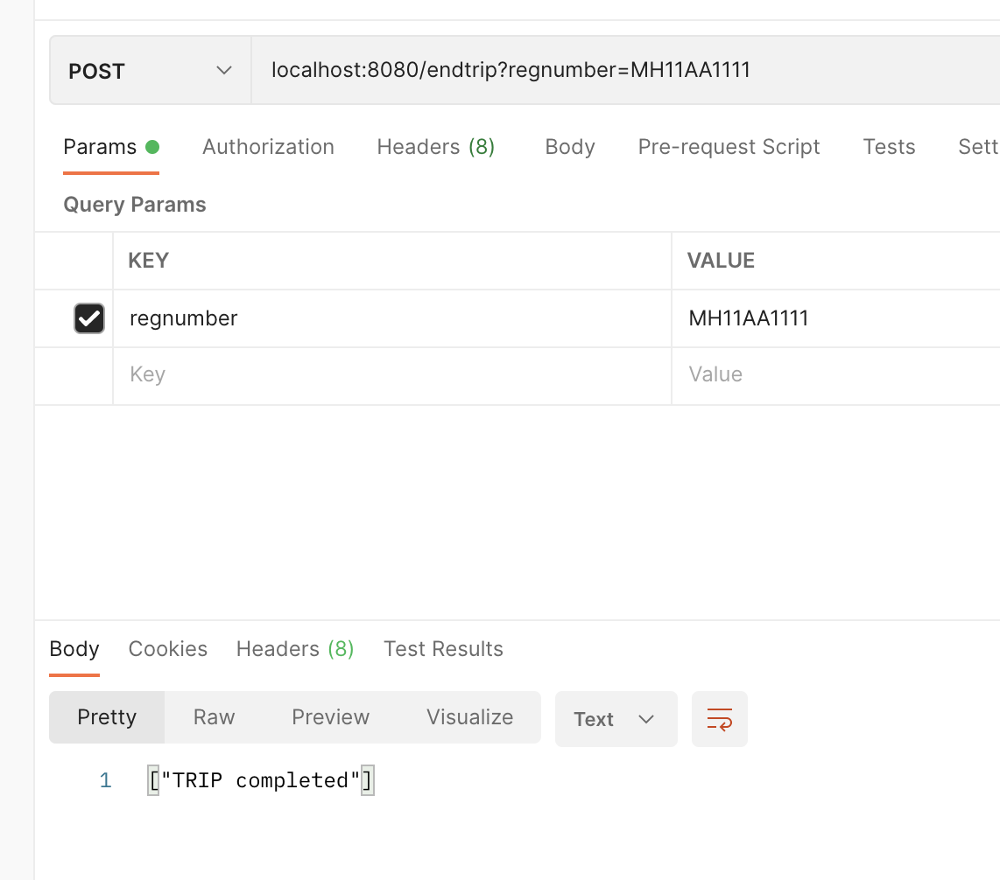 POST localhost:8080/endtrip?regnumber=MH11AA1111
Params Authorization Headers (8) Body Pre-request Script Tests Sett
Query Params
KEY VALUE
regnumber MH11AA1111
Key Value
Body Cookies Headers (8) Test Results
Pretty Raw Preview Visualize Text
1 ["TRIP completed"]